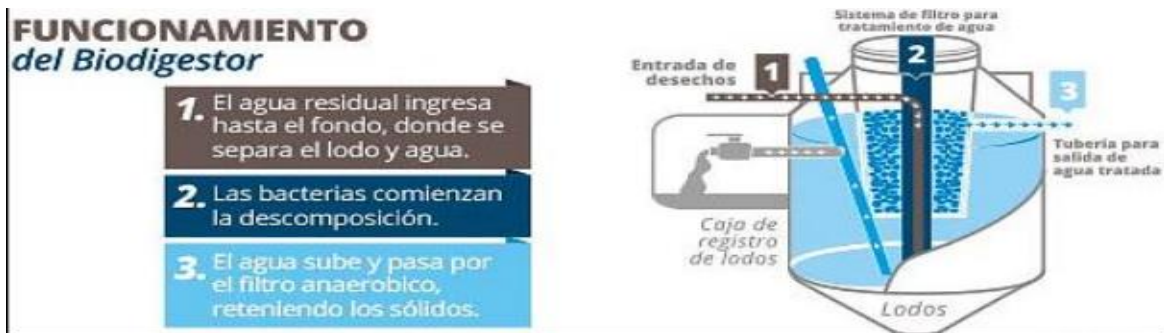 FUNCIONAMIENTO
del Biodigestor
1. El agua residual ingresa
hasta el fondo, donde se
separa el lodo y agua.
2. Las bacterias comienzan
la descomposición.
3. El agua sube y pasa por
el filtro anaerobico,
reteniendo los sólidos.
Sistema de filtro para
tratamiento de agua
2
Entrada de
desechos
1
3
Tubería para
salida de
agua tratada
Caja de
registro
de lodos
Lodos